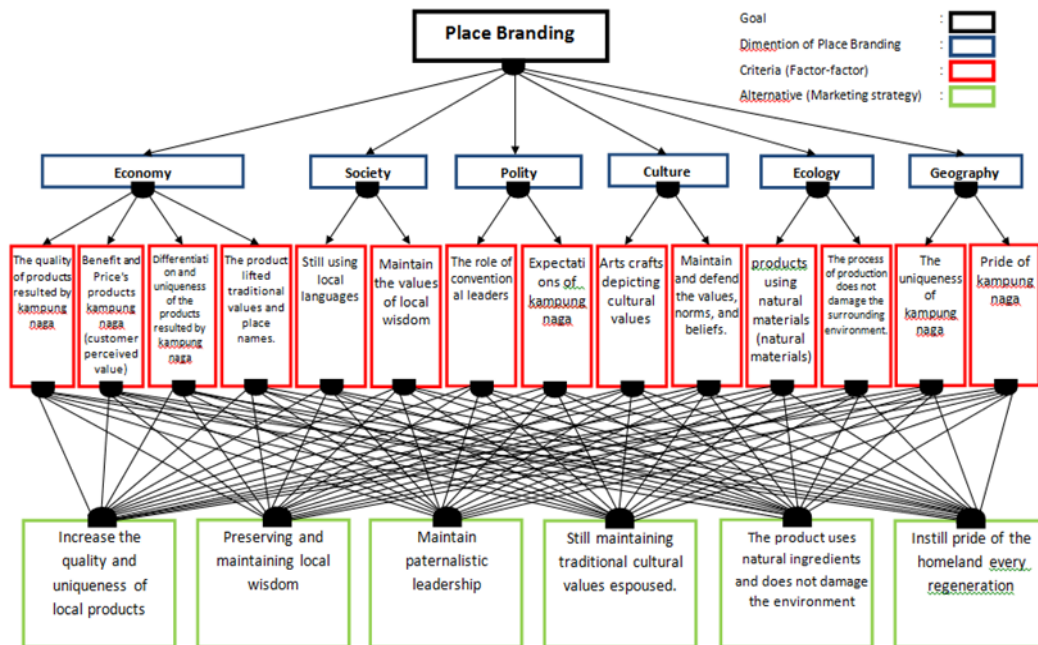 Place Branding
Goal :
Dimention of Place Branding :
Criteria (Factor-factor) :
Alternative (Marketing strategy) :
Economy
Society
Polity
Culture
Ecology
Geography
The quality
of products
resulted by
kampung
naga
Benefit and
Price's
products
kampung
naga
(customer
perceived
value)
Differentiati
on and
uniqueness
of the
products
resulted by
kampung
naga
The
product
lifted
traditional
values and
place
names.
Still using
local
languages
Maintain
the values
of local
wisdom
The role of
convention
al leaders
Expectati
ons of
kampung
naga
Arts crafts
depicting
cultural
values
Maintain
and defend
the values,
norms, and
beliefs.
products
using
natural
materials
(natural
materials)
The process of
production
does not
damage the
surrounding
environment.
The
uniqueness
of
kampung
naga
Pride of
kampung
naga
Increase the
quality and
uniqueness of
local products
Preserving and
maintaining local
wisdom
Maintain
paternalistic
leadership
Still maintaining
traditional cultural
values espoused.
The product uses
natural ingredients
and does not damage
the environment
Instill pride of the
homeland every
regeneration